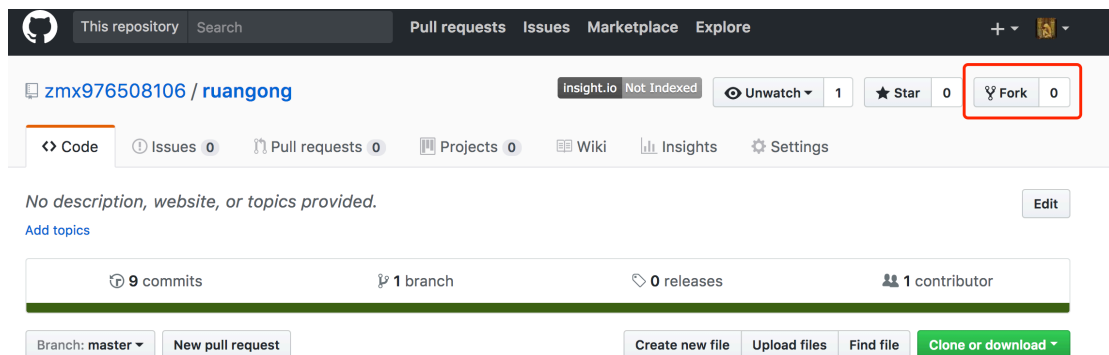 This repository Search Pull requests Issues Marketplace Explore
zmx976508106 / ruangong insight.io Not Indexed Unwatch 1 Star 0 Fork 0
<> Code Issues 0 Pull requests 0 Projects 0 Wiki Insights Settings
No description, website, or topics provided. Edit
Add topics
9 commits 1 branch 0 releases 1 contributor
Branch: master New pull request Create new file Upload files Find file Clone or download